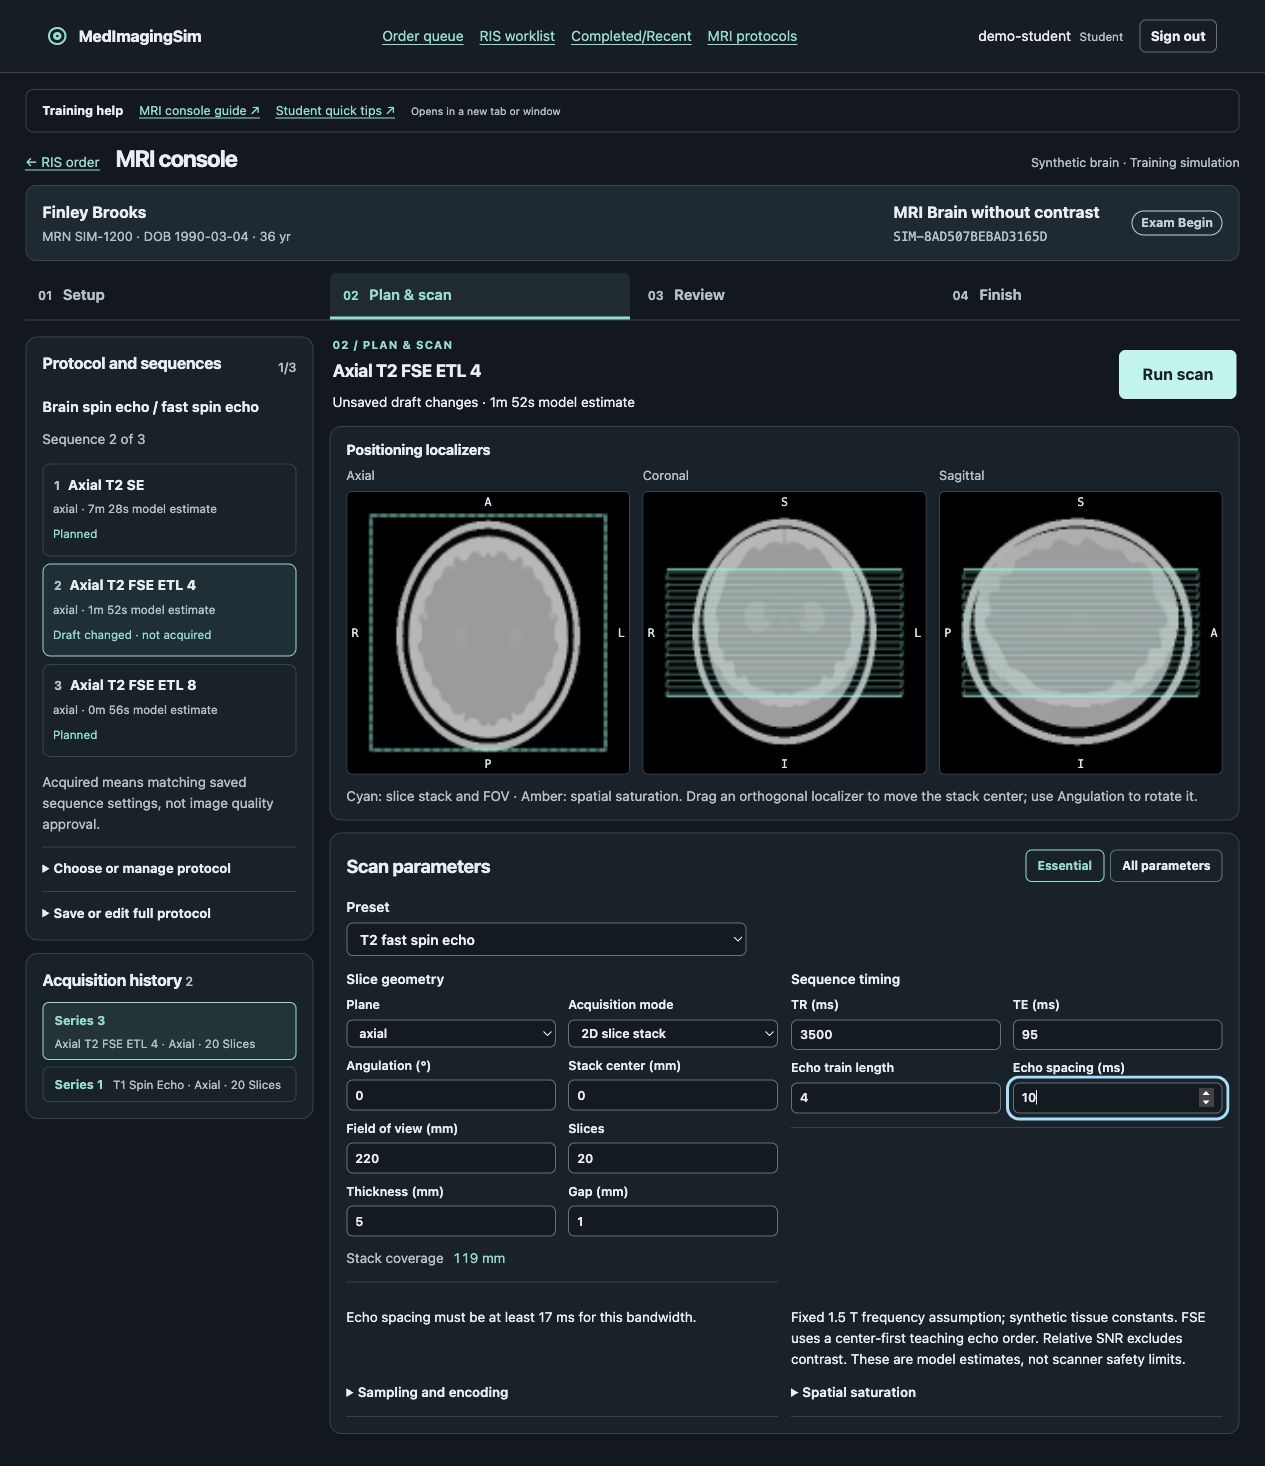 MedImagingSim
Order queue RIS worklist Completed/Recent MRI protocols
demo-student Student Sign out
Training help MRI console guide ↗ Student quick tips ↗ Opens in a new tab or window
← RIS order MRI console
Synthetic brain · Training simulation
Finley Brooks
MRN SIM-1200 · DOB 1990-03-04 · 36 yr
MRI Brain without contrast
SIM-8AD507BEBAD3165D
Exam Begin
01 Setup
02 Plan & scan
03 Review
04 Finish
Protocol and sequences 1/3
Brain spin echo / fast spin echo
Sequence 2 of 3
1 Axial T2 SE
axial · 7m 28s model estimate
Planned
2 Axial T2 FSE ETL 4
axial · 1m 52s model estimate
Draft changed · not acquired
3 Axial T2 FSE ETL 8
axial · 0m 56s model estimate
Planned
Acquired means matching saved
sequence settings, not image quality
approval.
Choose or manage protocol
Save or edit full protocol
Acquisition history 2
Series 3
Axial T2 FSE ETL 4 · Axial · 20 Slices
Series 1 T1 Spin Echo · Axial · 20 Slices
02 / PLAN & SCAN
Axial T2 FSE ETL 4
Unsaved draft changes · 1m 52s model estimate
Run scan
Positioning localizers
Axial
A
R
L
P
Coronal
S
R
L
I
Sagittal
S
P
A
I
Cyan: slice stack and FOV · Amber: spatial saturation. Drag an orthogonal localizer to move the stack center; use Angulation to rotate it.
Scan parameters
Essential
All parameters
Preset
T2 fast spin echo
Slice geometry
Plane
axial
Acquisition mode
2D slice stack
Angulation (°)
0
Stack center (mm)
0
Field of view (mm)
220
Slices
20
Thickness (mm)
5
Gap (mm)
1
Stack coverage 119 mm
Sequence timing
TR (ms)
3500
TE (ms)
95
Echo train length
4
Echo spacing (ms)
10
Echo spacing must be at least 17 ms for this bandwidth.
Fixed 1.5 T frequency assumption; synthetic tissue constants. FSE
uses a center-first teaching echo order. Relative SNR excludes
contrast. These are model estimates, not scanner safety limits.
Sampling and encoding
Spatial saturation